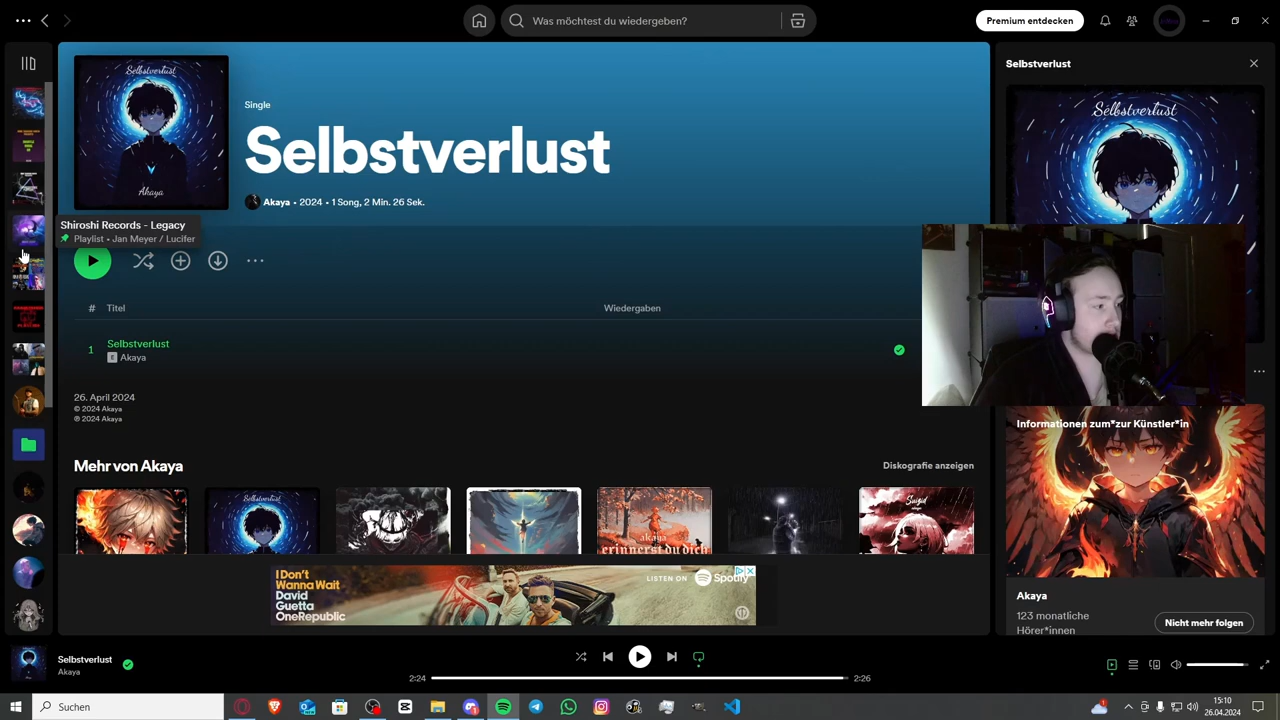 Was möchtest du wiedergeben?
Premium entdecken
Selbstverlust
Akaya
Single
Selbstverlust
Akaya • 2024 • 1 Song, 2 Min. 26 Sek.
Shiroshi Records - Legacy
Playlist • Jan Meyer / Lucifer
# Titel Wiedergaben
1 Selbstverlust
E Akaya
26. April 2024
© 2024 Akaya
℗ 2024 Akaya
Mehr von Akaya
Diskografie anzeigen
Selbstverlust
akaya
erinnerst du dich
Suizid
I Don't
Wanna Wait
David
Guetta
OneRepublic
LISTEN ON Spotify
Selbstverlust
Selbstverlust
Informationen zum*zur Künstler*in
Akaya
123 monatliche
Hörer*innen
Nicht mehr folgen
Selbstverlust
Akaya
2:24
2:26
Suchen
15:10
26.04.2024